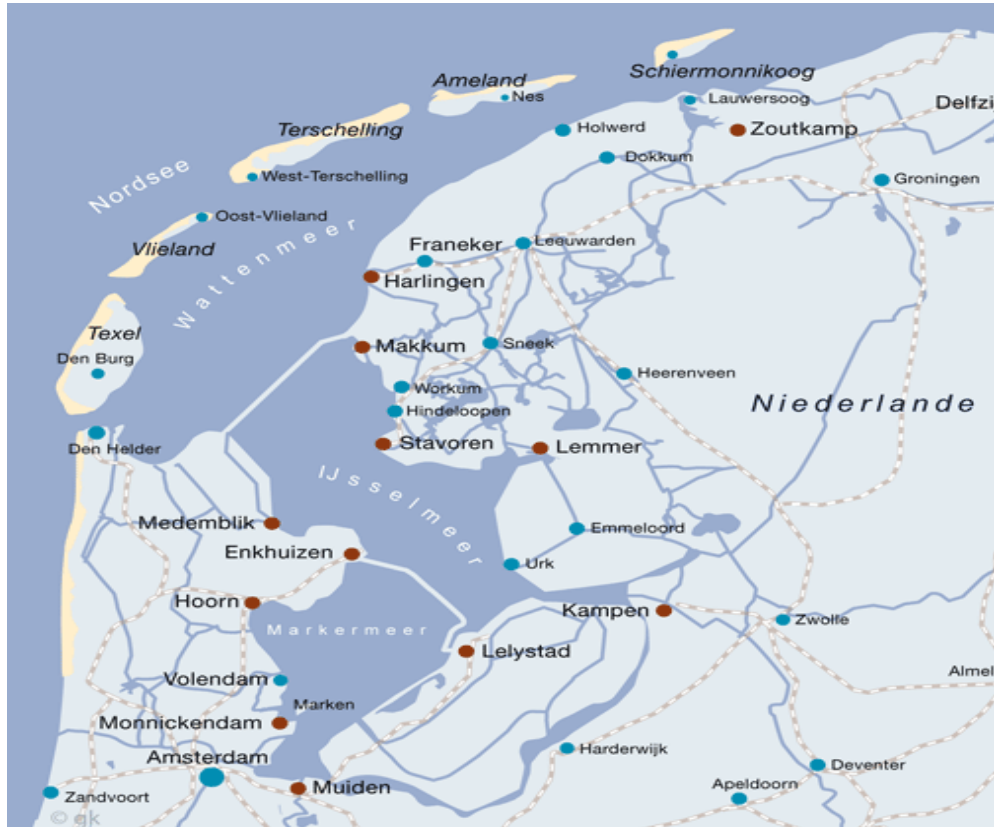 Schiermonnikoog
Ameland
Nes
Lauwersoog
Delfzi
Terschelling
Holwerd
Zoutkamp
Dokkum
Nordsee
West-Terschelling
Groningen
Oost-Vlieland
Vlieland
Wattenmeer
Franeker
Leeuwarden
Harlingen
Texel
Makkum
Sneek
Den Burg
Heerenveen
Workum
Niederlande
Hindeloopen
Den Helder
Stavoren
Lemmer
IJsselmeer
Medemblik
Emmeloord
Enkhuizen
Urk
Hoorn
Kampen
Zwolle
Markermeer
Lelystad
Almel
Volendam
Marken
Monnickendam
Harderwijk
Amsterdam
Deventer
Muiden
Apeldoorn
Zandvoort
© gk